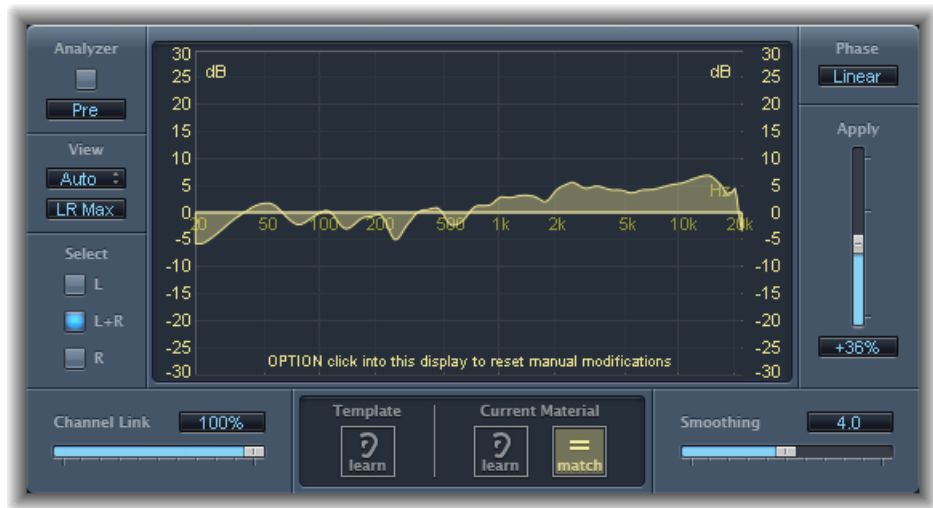 Analyzer
Pre
View
Auto
LR Max
Select
L
L+R
R
30
25
20
15
10
5
0
-5
-10
-15
-20
-25
-30
dB
dB
Hz
20 50 100 200 500 1k 2k 5k 10k 20k
OPTION click into this display to reset manual modifications
30
25
20
15
10
5
0
-5
-10
-15
-20
-25
-30
Phase
Linear
Apply
+36%
Channel Link 100%
Template
learn
Current Material
learn
match
Smoothing 4.0